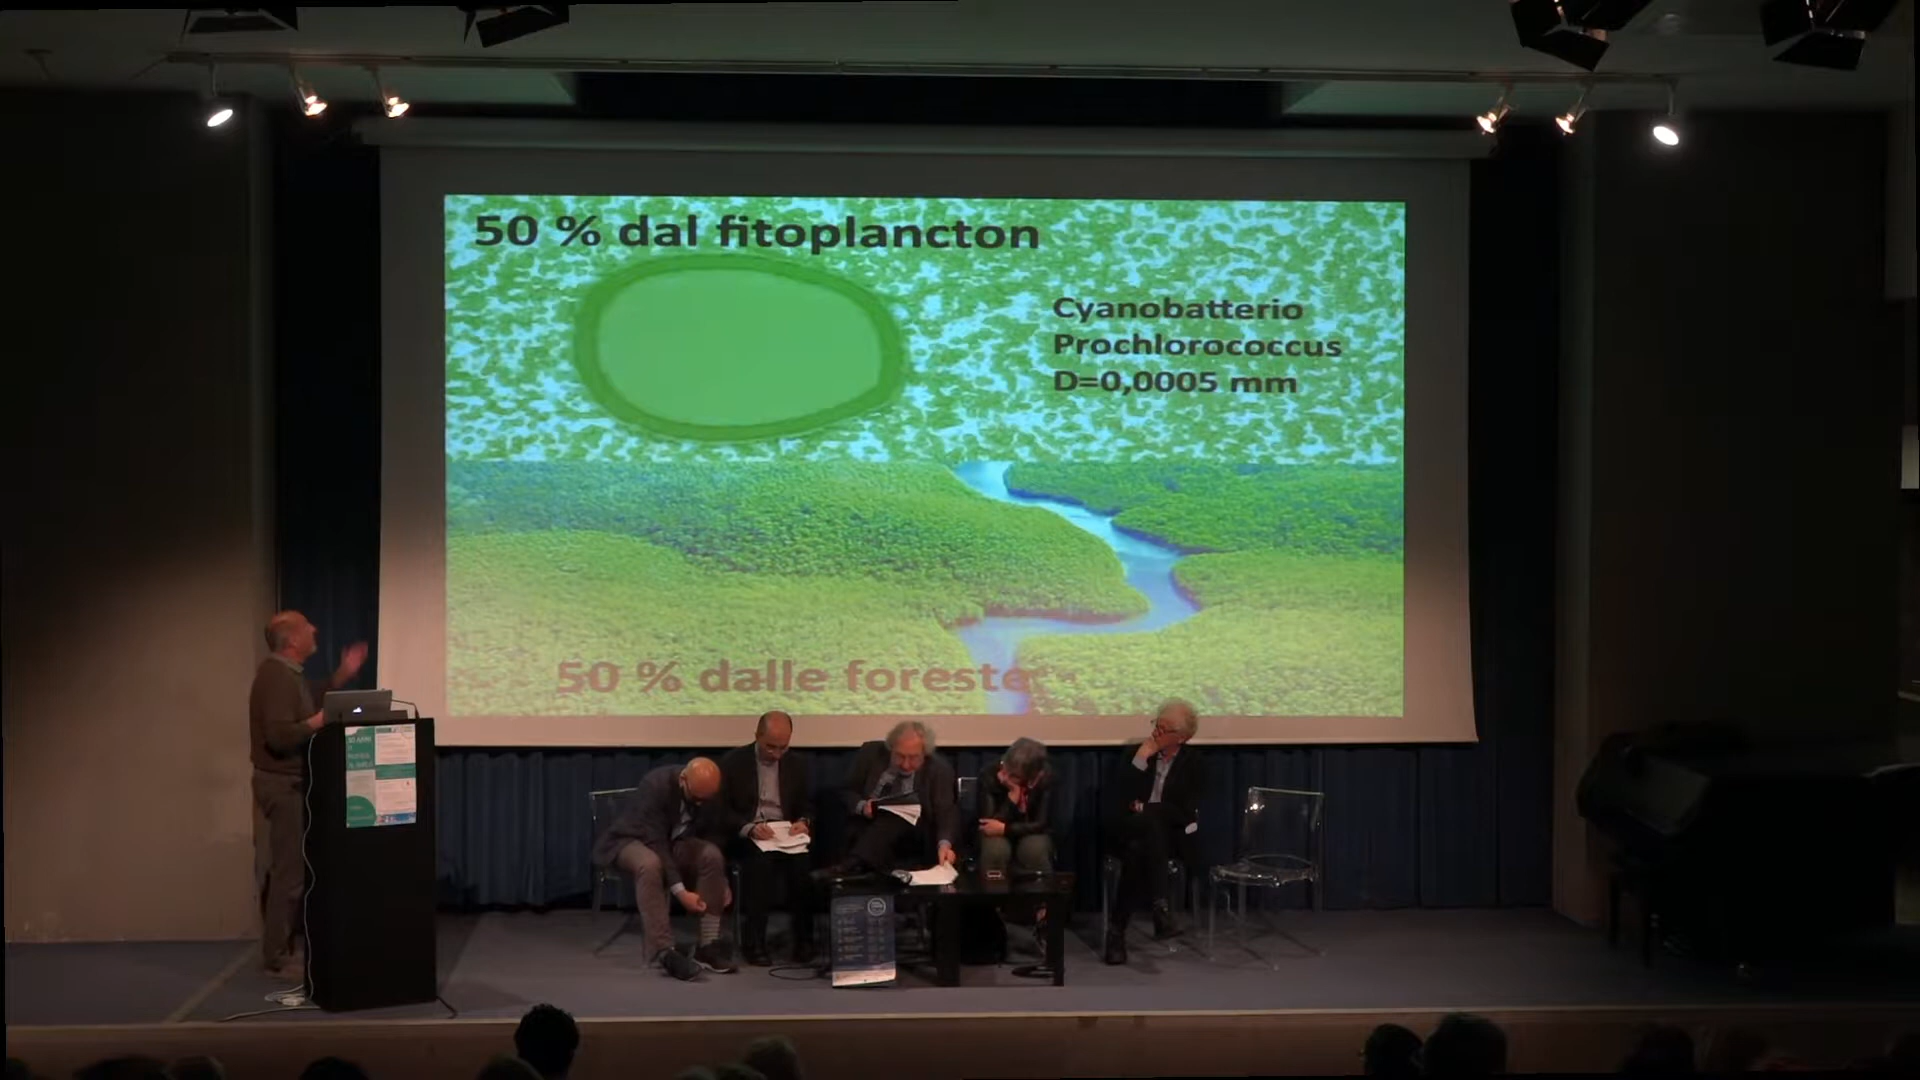 50 % dal fitoplancton
Cyanobatterio
Prochlorococcus
D=0,0005 mm
50 % dalle foreste